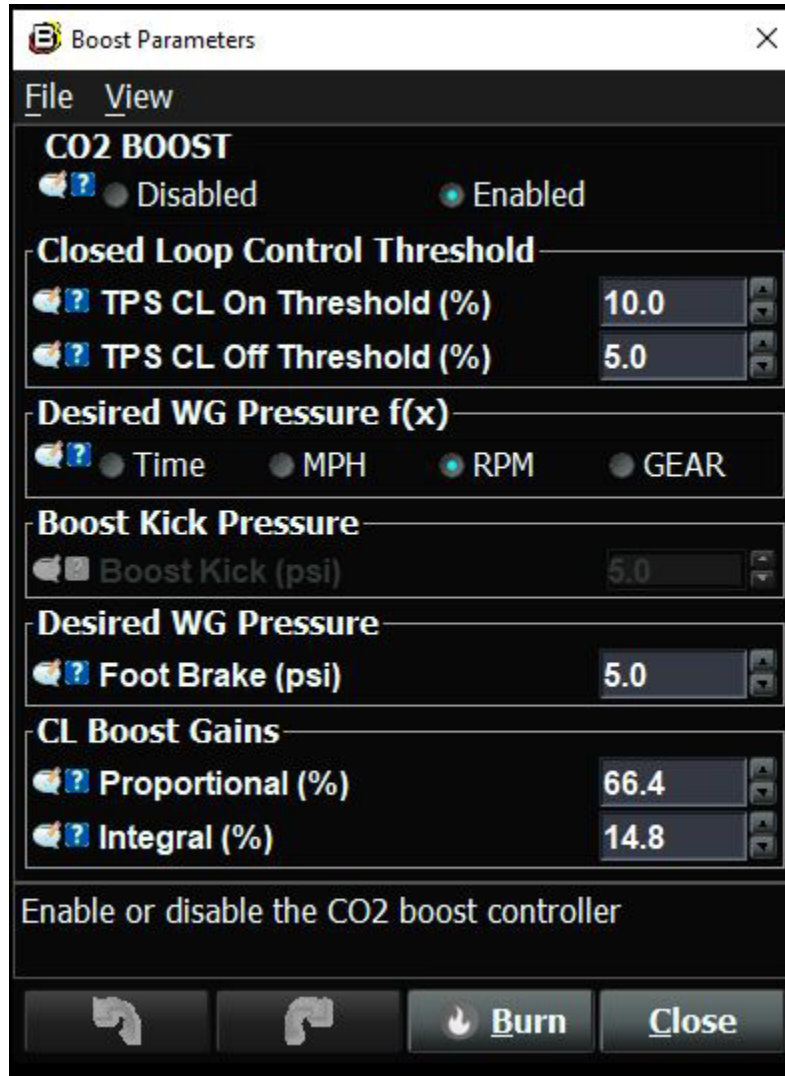 Boost Parameters
File View
CO2 BOOST
Disabled Enabled
Closed Loop Control Threshold
TPS CL On Threshold (%) 10.0
TPS CL Off Threshold (%) 5.0
Desired WG Pressure f(x)
Time MPH RPM GEAR
Boost Kick Pressure
Boost Kick (psi) 5.0
Desired WG Pressure
Foot Brake (psi) 5.0
CL Boost Gains
Proportional (%) 66.4
Integral (%) 14.8
Enable or disable the CO2 boost controller
Burn Close